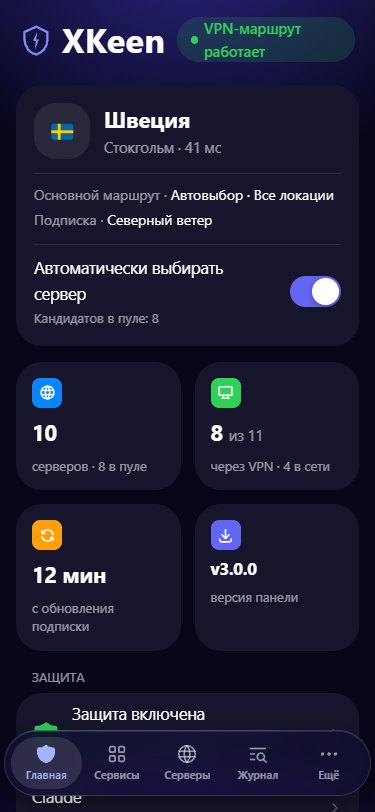 XKeen
VPN-маршрут
работает
Швеция
Стокгольм · 41 мс
Основной маршрут · Автовыбор · Все локации
Подписка · Северный ветер
Автоматически выбирать
сервер
Кандидатов в пуле: 8
10
серверов · 8 в пуле
8 из 11
через VPN · 4 в сети
12 мин
с обновления
подписки
v3.0.0
версия панели
ЗАЩИТА
Защита включена
Claude
Главная
Сервисы
Серверы
Журнал
Ещё